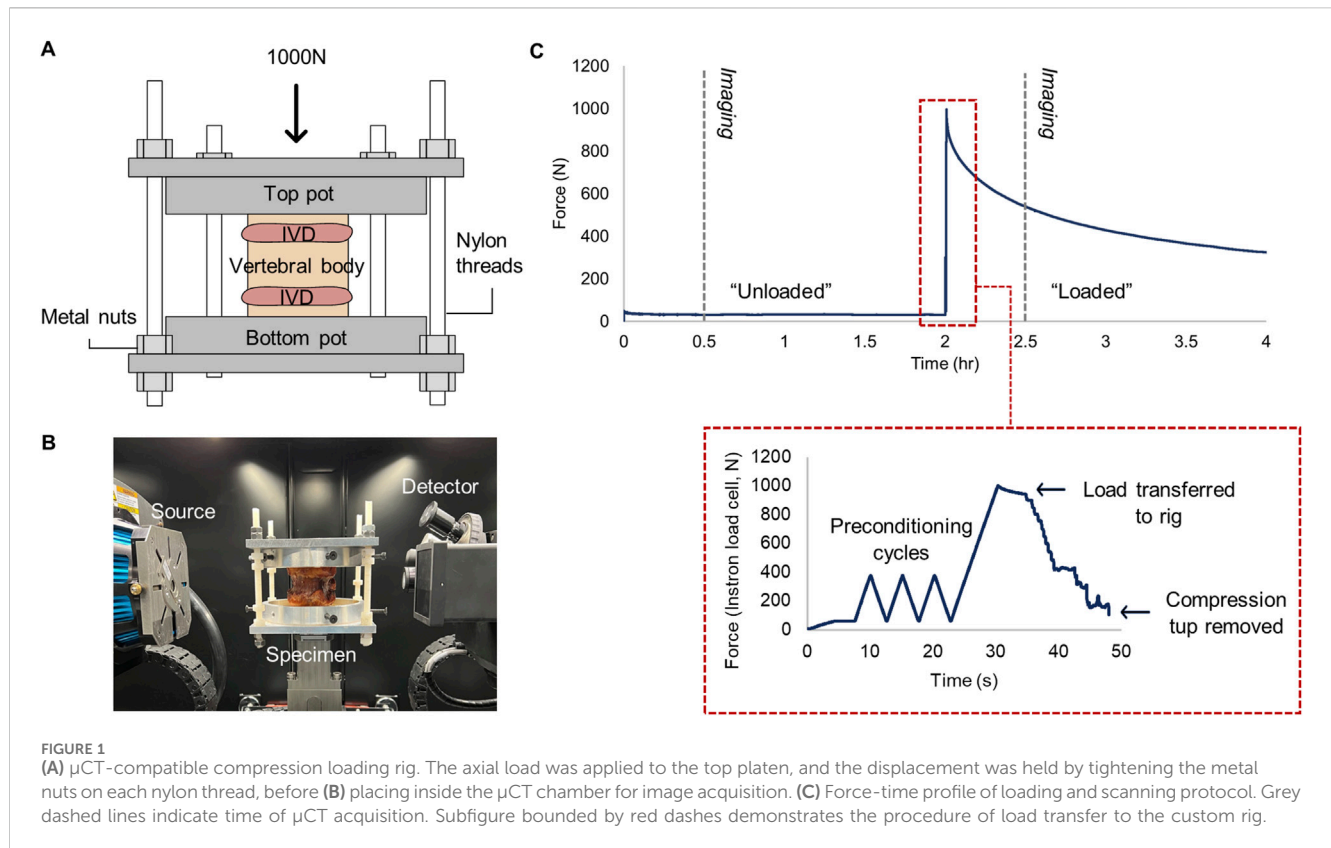 A
1000N
Top pot
IVD
Vertebral body
IVD
Bottom pot
Nylon
threads
Metal nuts
B
Source
Detector
Specimen
C
1200
1000
800
600
400
200
0
Force (N)
Imaging
Imaging
"Unloaded"
"Loaded"
0 0.5 1 1.5 2 2.5 3 3.5 4
Time (hr)
1200
1000
800
600
400
200
0
Force (Instron load cell, N)
Preconditioning
cycles
Load transferred
to rig
Compression
tup removed
0 10 20 30 40 50
Time (s)
FIGURE 1
(A) µCT-compatible compression loading rig. The axial load was applied to the top platen, and the displacement was held by tightening the metal
nuts on each nylon thread, before (B) placing inside the µCT chamber for image acquisition. (C) Force-time profile of loading and scanning protocol. Grey
dashed lines indicate time of µCT acquisition. Subfigure bounded by red dashes demonstrates the procedure of load transfer to the custom rig.